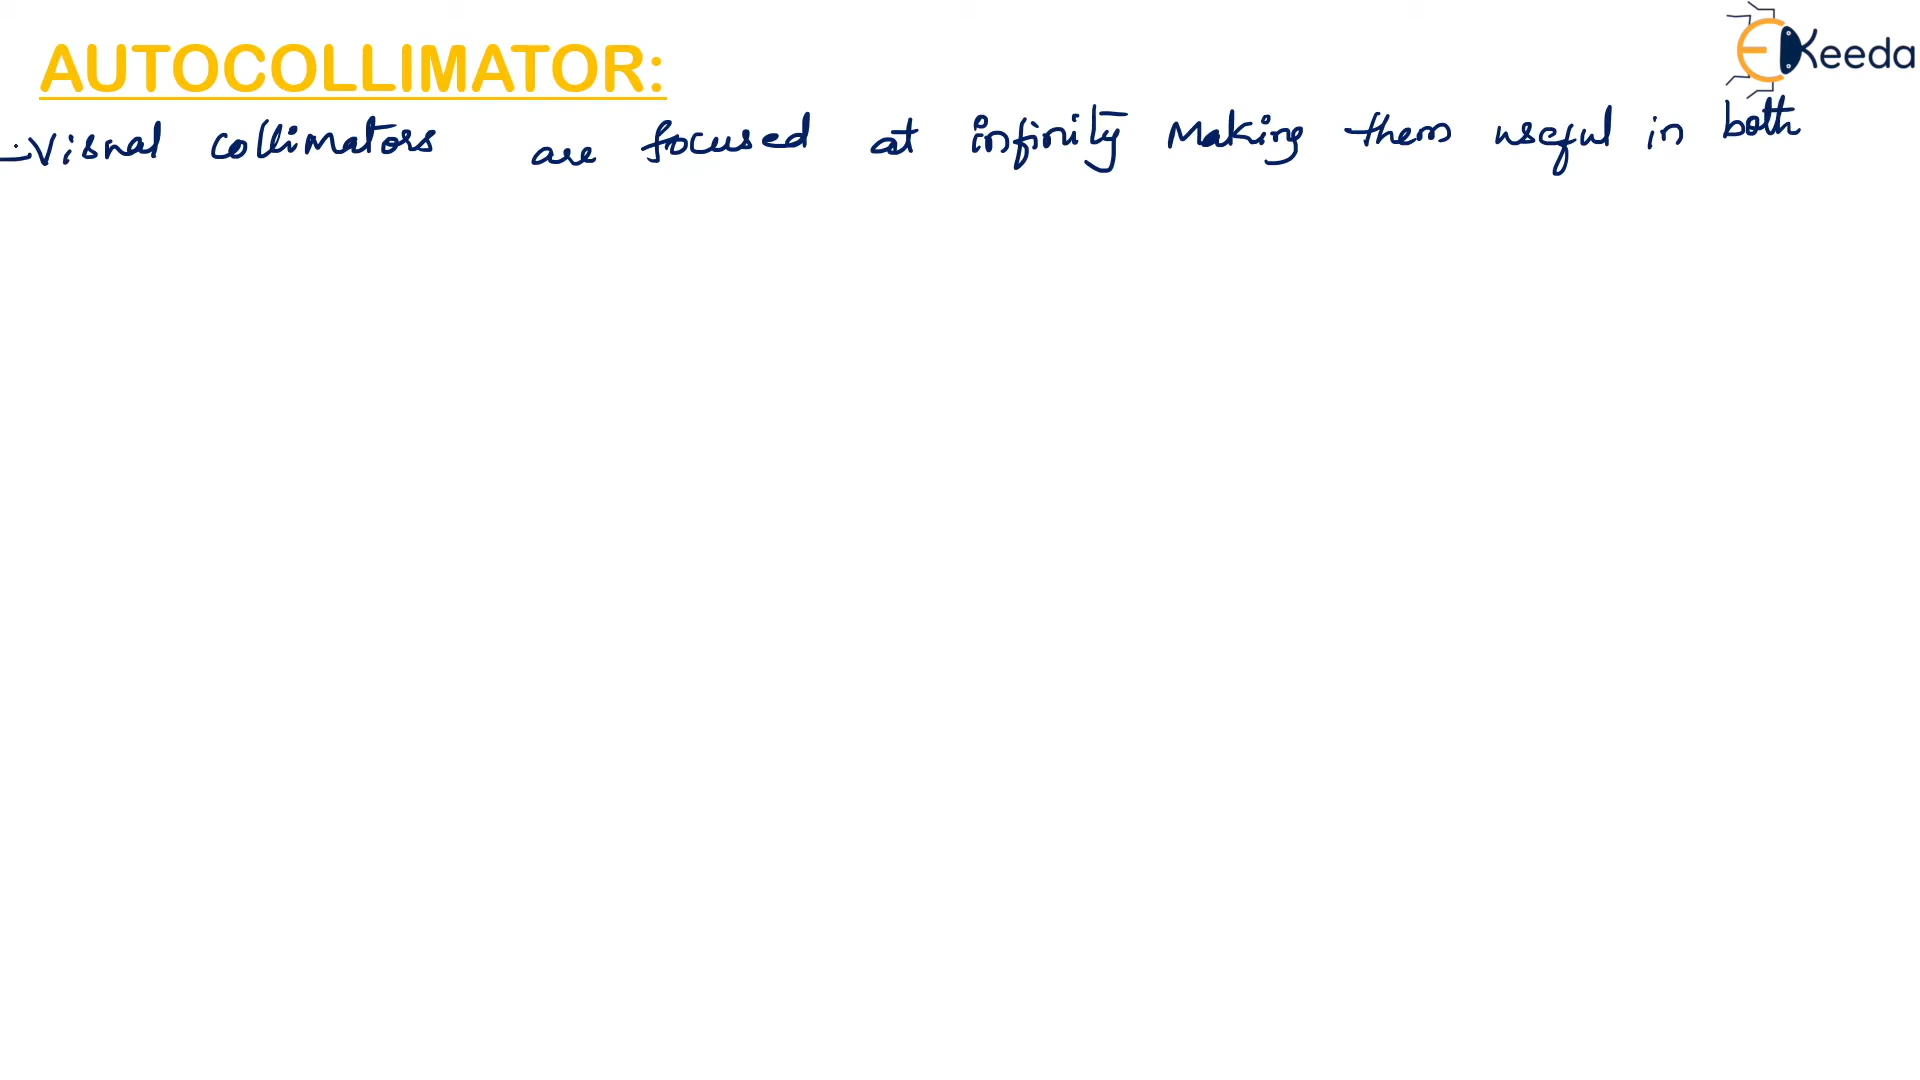 AUTOCOLLIMATOR:
EKeeda
- Visual collimators are focused at infinity Making them useful in both